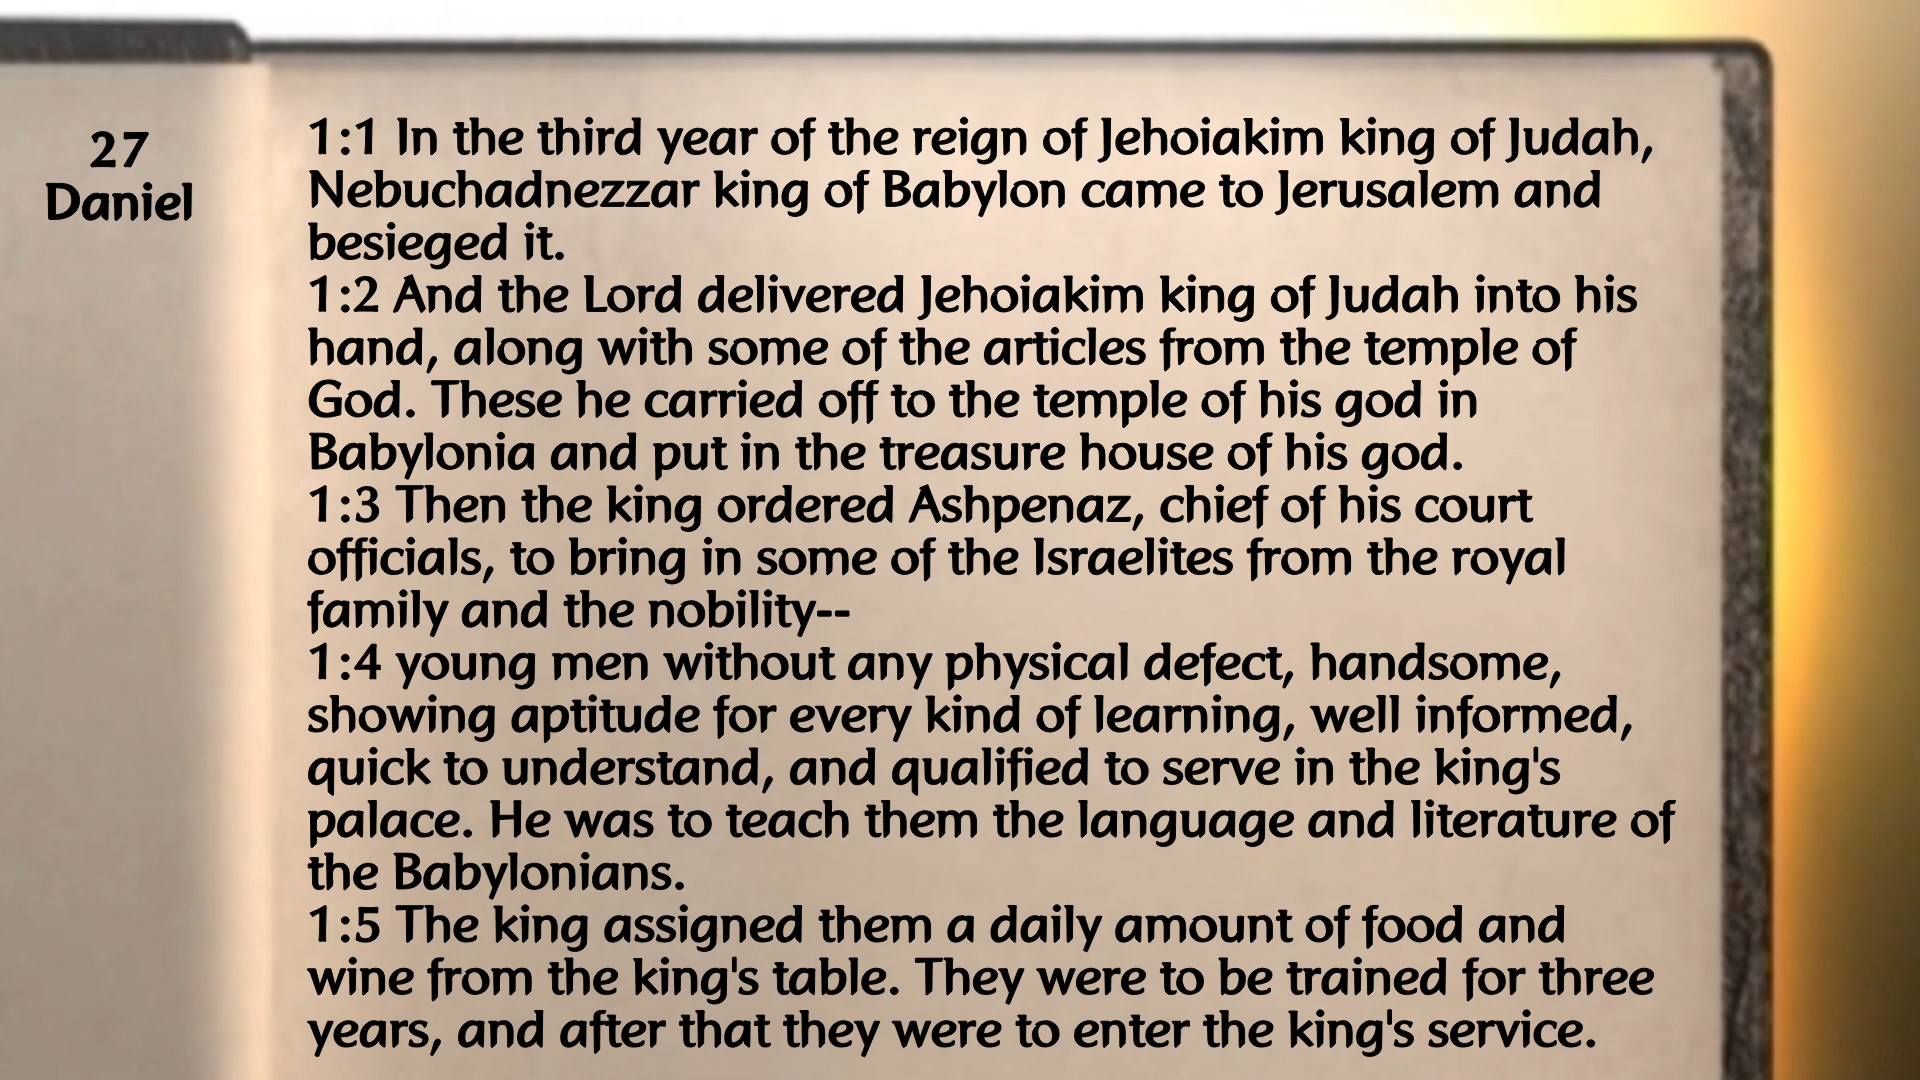 27
Daniel
1:1 In the third year of the reign of Jehoiakim king of Judah,
Nebuchadnezzar king of Babylon came to Jerusalem and
besieged it.
1:2 And the Lord delivered Jehoiakim king of Judah into his
hand, along with some of the articles from the temple of
God. These he carried off to the temple of his god in
Babylonia and put in the treasure house of his god.
1:3 Then the king ordered Ashpenaz, chief of his court
officials, to bring in some of the Israelites from the royal
family and the nobility--
1:4 young men without any physical defect, handsome,
showing aptitude for every kind of learning, well informed,
quick to understand, and qualified to serve in the king's
palace. He was to teach them the language and literature of
the Babylonians.
1:5 The king assigned them a daily amount of food and
wine from the king's table. They were to be trained for three
years, and after that they were to enter the king's service.